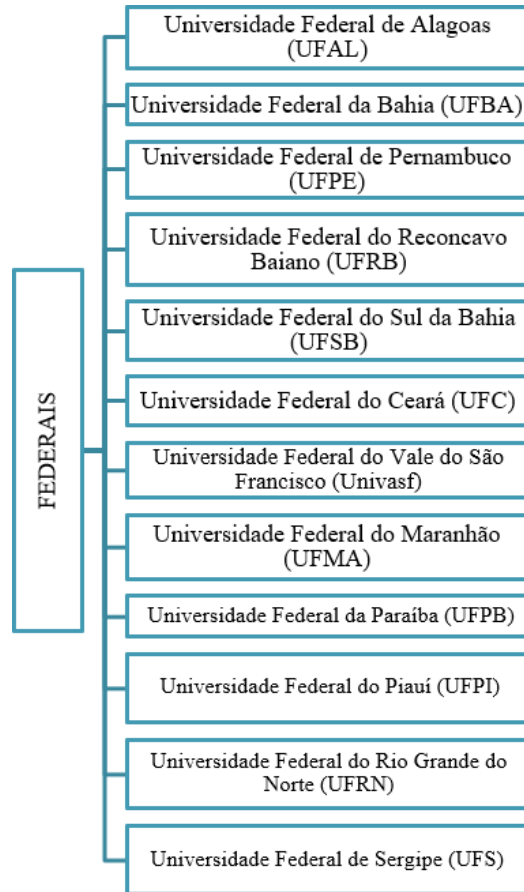 FEDERAIS
Universidade Federal de Alagoas
(UFAL)
Universidade Federal da Bahia (UFBA)
Universidade Federal de Pernambuco
(UFPE)
Universidade Federal do Reconcavo
Baiano (UFRB)
Universidade Federal do Sul da Bahia
(UFSB)
Universidade Federal do Ceará (UFC)
Universidade Federal do Vale do São
Francisco (Univasf)
Universidade Federal do Maranhão
(UFMA)
Universidade Federal da Paraíba (UFPB)
Universidade Federal do Piauí (UFPI)
Universidade Federal do Rio Grande do
Norte (UFRN)
Universidade Federal de Sergipe (UFS)